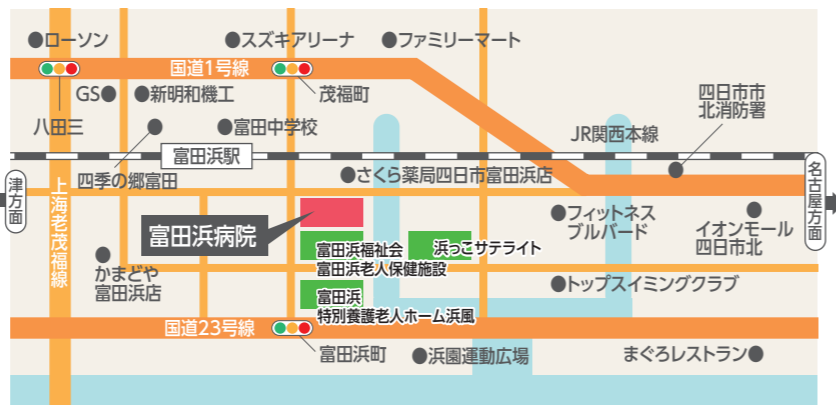 ●ローソン
●スズキアリーナ
●ファミリーマート
国道1号線
GS●
●新明和機工
茂福町
四日市市
北消防署
八田三
●富田中学校
JR関西本線
富田浜駅
四季の郷富田
●さくら薬局四日市富田浜店
津方面
上海老茂福線
名古屋方面
富田浜病院
●フィットネス
ブルバード
イオンモール
四日市北
富田浜福祉会
富田浜老人保健施設
浜っこサテライト
かまどや
富田浜店
●トップスイミングクラブ
富田浜
特別養護老人ホーム浜風
国道23号線
富田浜町
●浜園運動広場
まぐろレストラン●